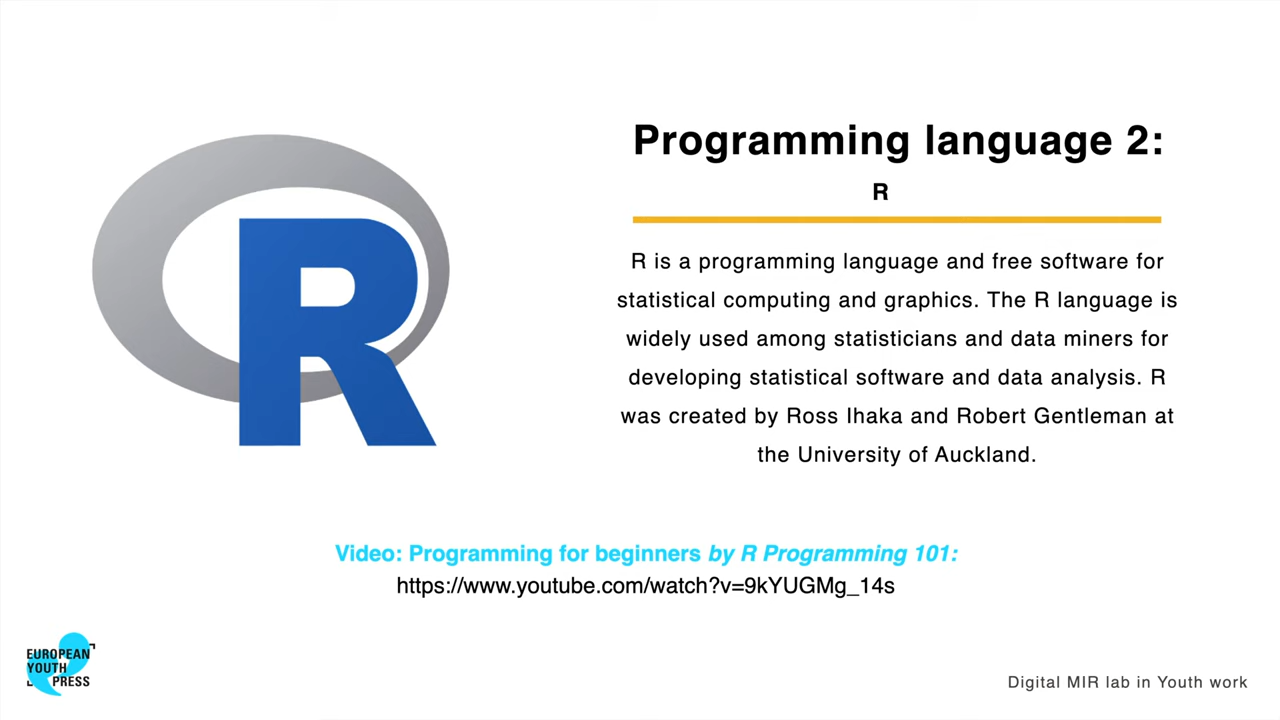 R
Programming language 2:
R
R is a programming language and free software for
statistical computing and graphics. The R language is
widely used among statisticians and data miners for
developing statistical software and data analysis. R
was created by Ross Ihaka and Robert Gentleman at
the University of Auckland.
Video: Programming for beginners by R Programming 101:
https://www.youtube.com/watch?v=9kYUGMg_14s
EUROPEAN
YOUTH
PRESS
Digital MIR lab in Youth work